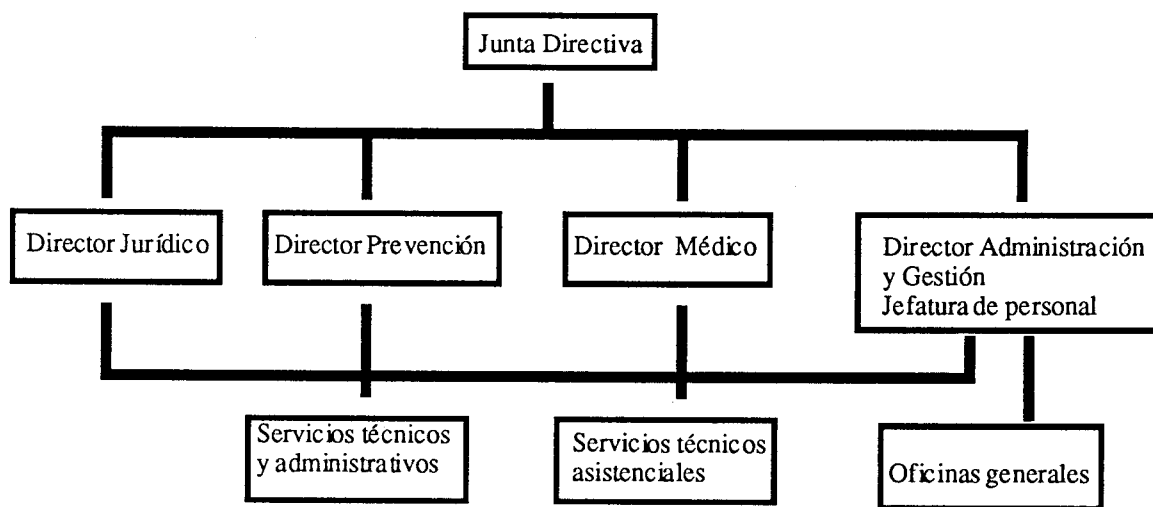 Junta Directiva
Director Jurídico
Director Prevención
Director Médico
Director Administración
y Gestión
Jefatura de personal
Servicios técnicos
y administrativos
Servicios técnicos
asistenciales
Oficinas generales